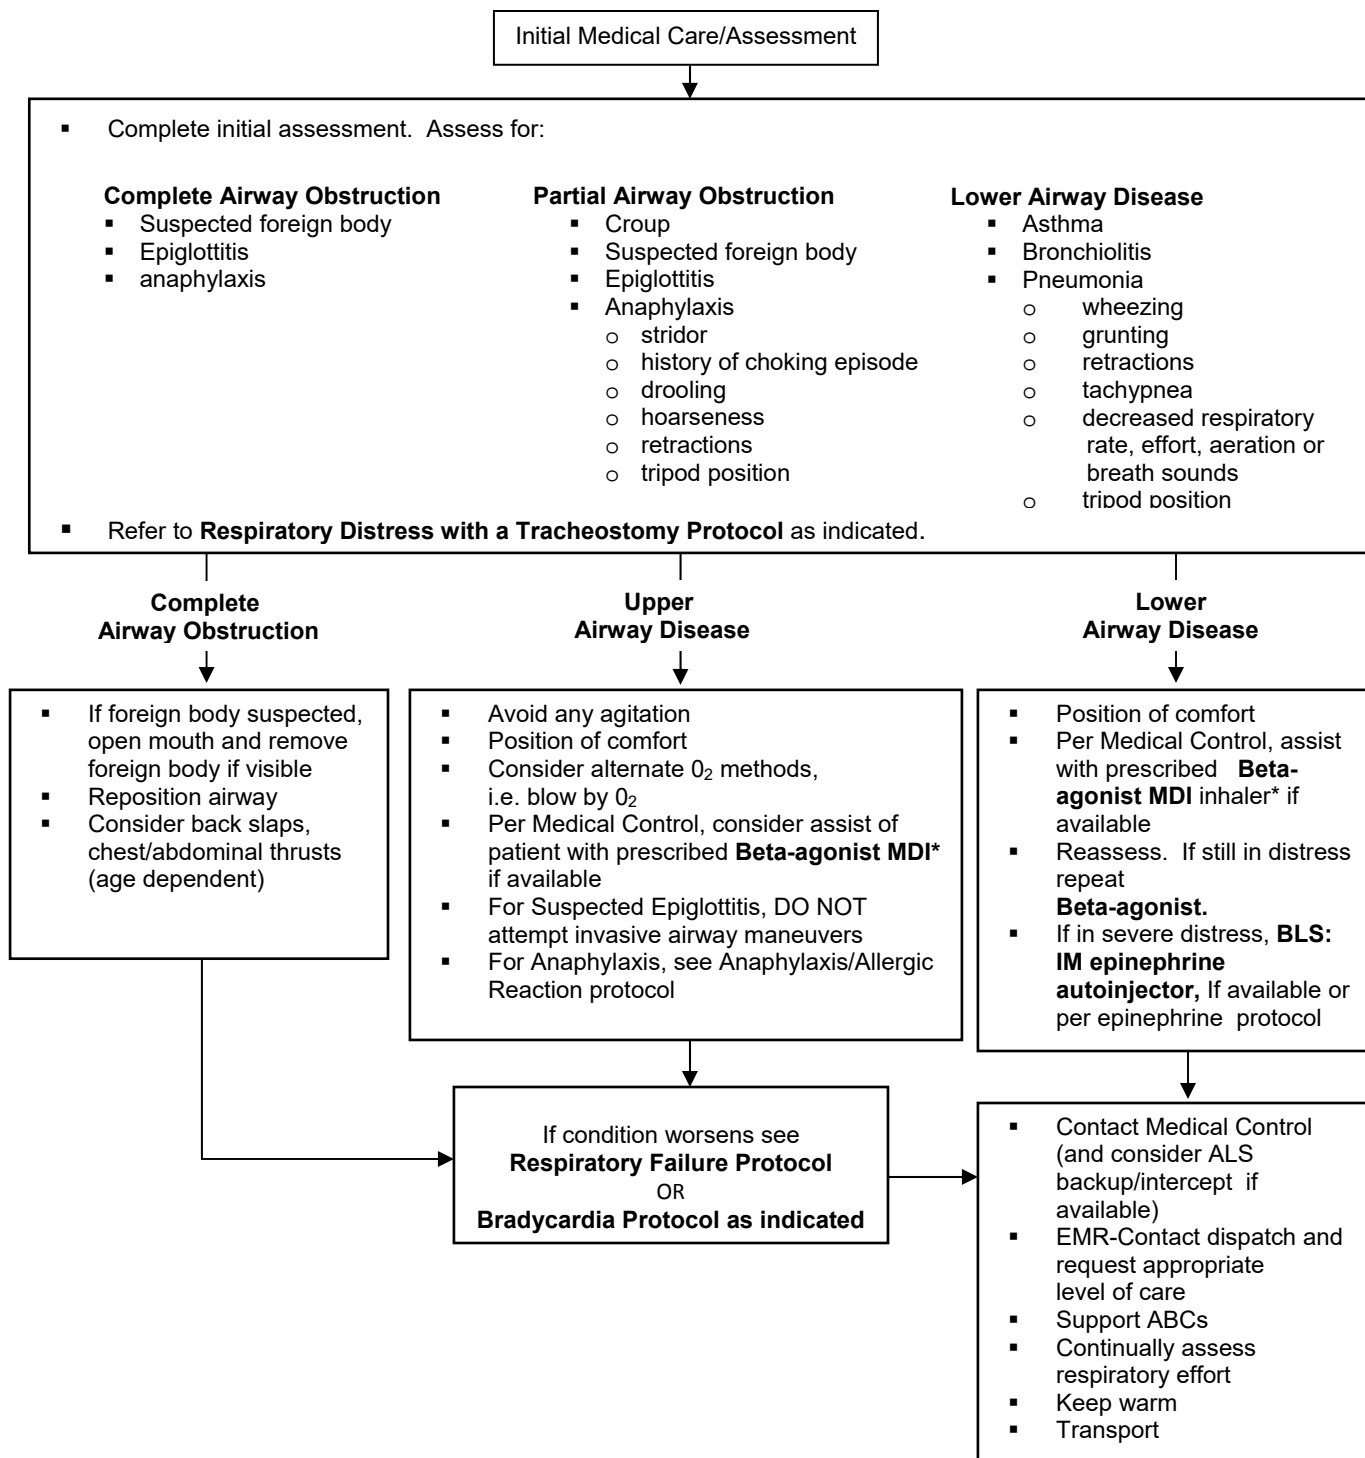 Initial Medical Care/Assessment
▪ Complete initial assessment. Assess for:
Complete Airway Obstruction
▪ Suspected foreign body
▪ Epiglottitis
▪ anaphylaxis
Partial Airway Obstruction
▪ Croup
▪ Suspected foreign body
▪ Epiglottitis
▪ Anaphylaxis
o stridor
o history of choking episode
o drooling
o hoarseness
o retractions
o tripod position
Lower Airway Disease
▪ Asthma
▪ Bronchiolitis
▪ Pneumonia
o wheezing
o grunting
o retractions
o tachypnea
o decreased respiratory
rate, effort, aeration or
breath sounds
o tripod position
▪ Refer to Respiratory Distress with a Tracheostomy Protocol as indicated.
Complete
Airway Obstruction
Upper
Airway Disease
Lower
Airway Disease
▪ If foreign body suspected,
open mouth and remove
foreign body if visible
▪ Reposition airway
▪ Consider back slaps,
chest/abdominal thrusts
(age dependent)
▪ Avoid any agitation
▪ Position of comfort
▪ Consider alternate 0₂ methods,
i.e. blow by 0₂
▪ Per Medical Control, consider assist of
patient with prescribed Beta-agonist MDI*
if available
▪ For Suspected Epiglottitis, DO NOT
attempt invasive airway maneuvers
▪ For Anaphylaxis, see Anaphylaxis/Allergic
Reaction protocol
▪ Position of comfort
▪ Per Medical Control, assist
with prescribed Beta-
agonist MDI inhaler* if
available
▪ Reassess. If still in distress
repeat
Beta-agonist.
▪ If in severe distress, BLS:
IM epinephrine
autoinjector, If available or
per epinephrine protocol
If condition worsens see
Respiratory Failure Protocol
OR
Bradycardia Protocol as indicated
▪ Contact Medical Control
(and consider ALS
backup/intercept if
available)
▪ EMR-Contact dispatch and
request appropriate
level of care
▪ Support ABCs
▪ Continually assess
respiratory effort
▪ Keep warm
▪ Transport